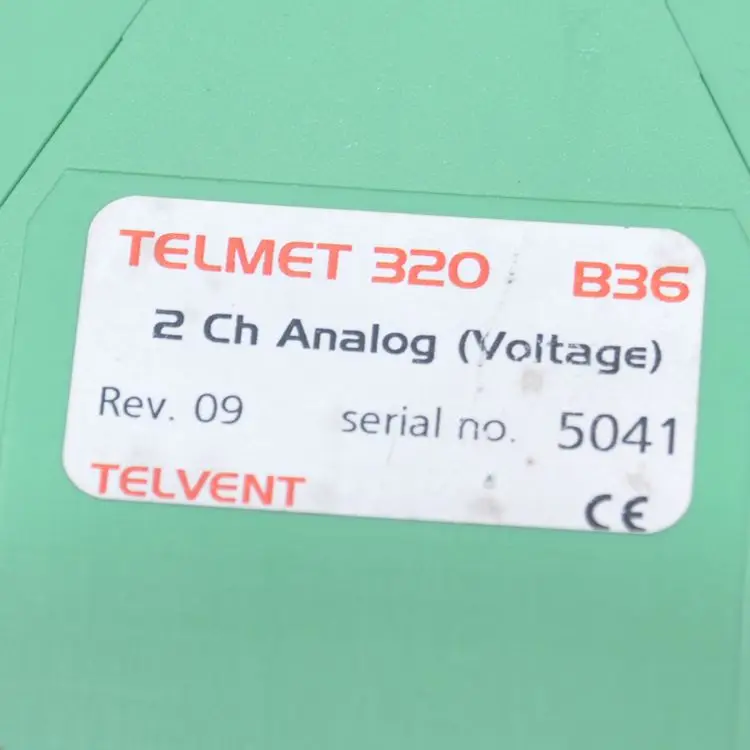 TELMET 320 B36
2 Ch Analog (Voltage)
Rev. 09 serial no. 5041
TELVENT CE